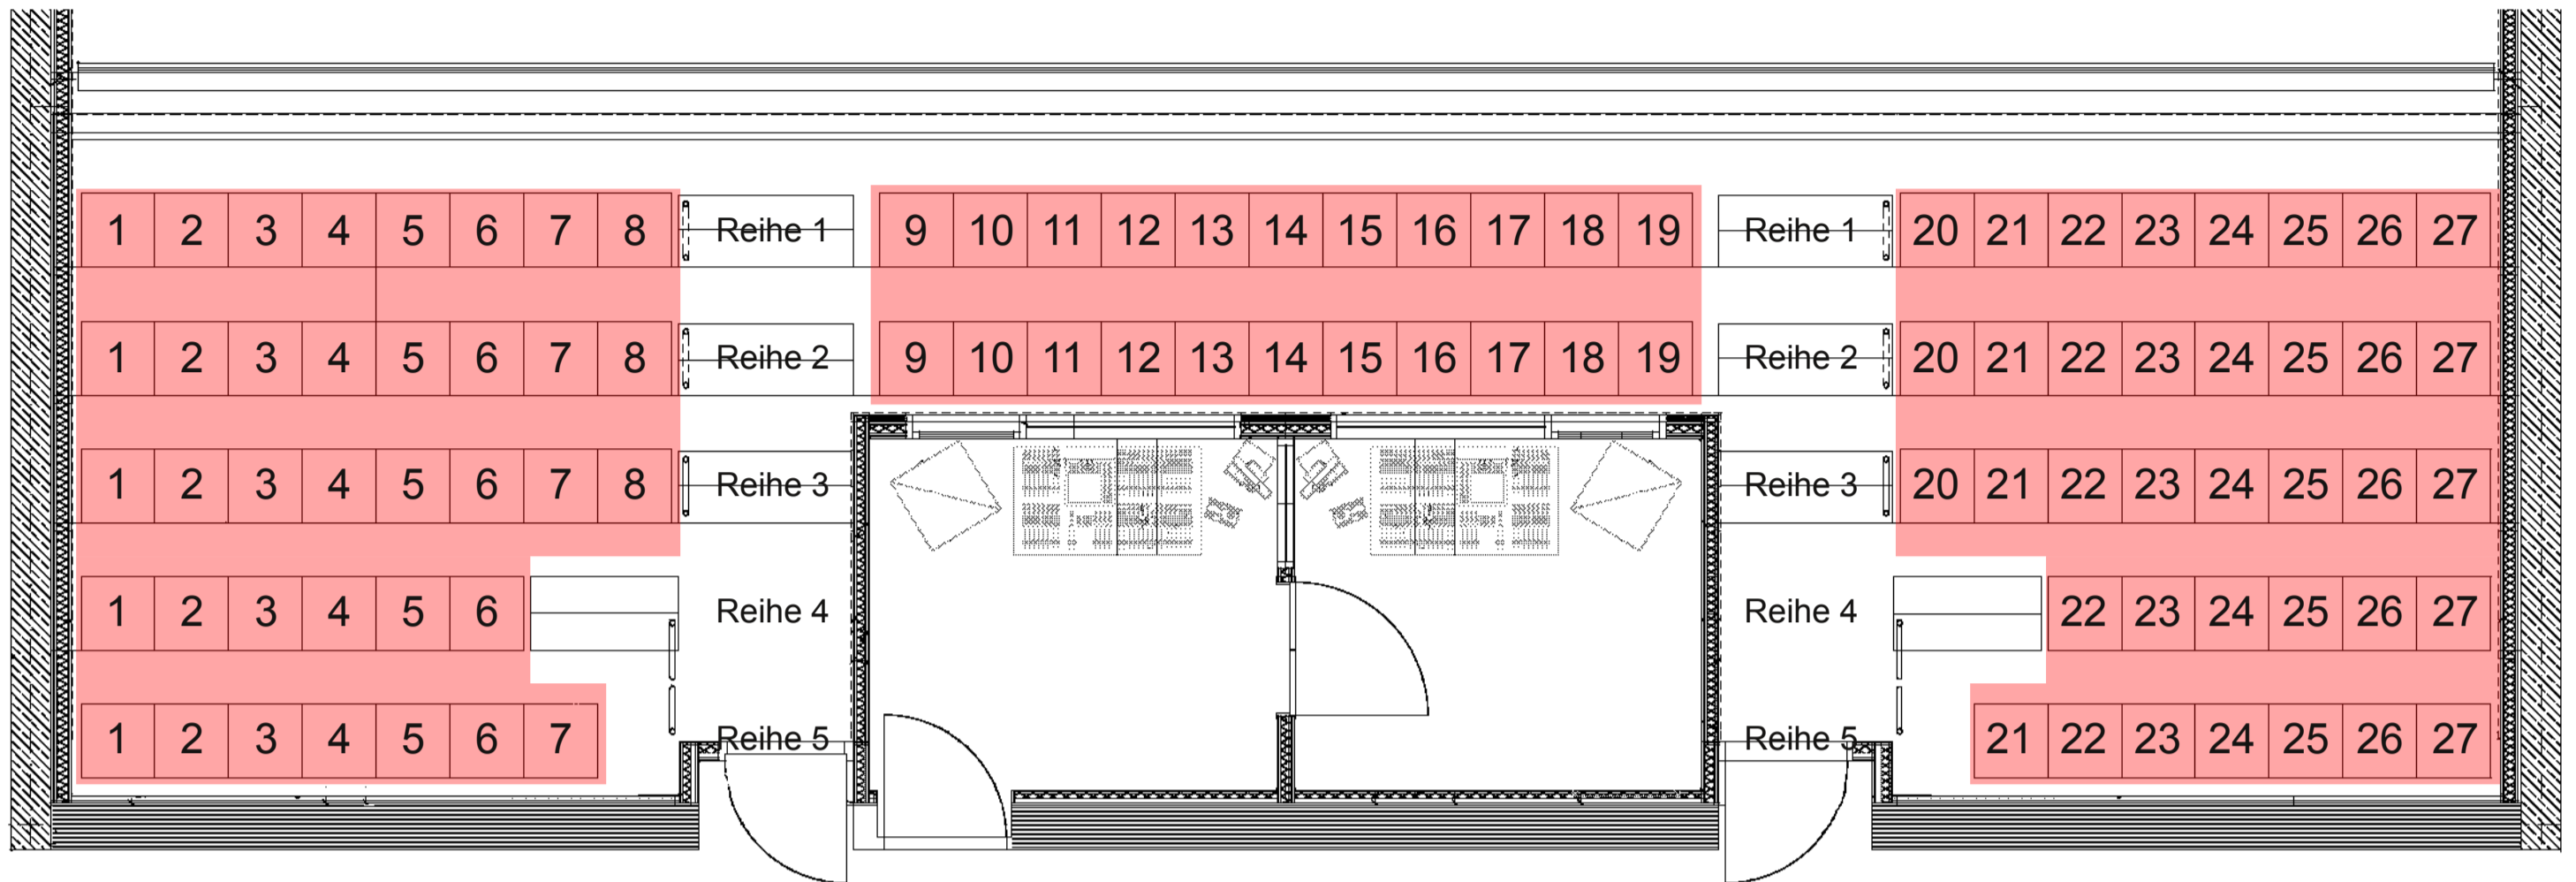 1 2 3 4 5 6 7 8 Reihe 1 9 10 11 12 13 14 15 16 17 18 19 Reihe 1 20 21 22 23 24 25 26 27
1 2 3 4 5 6 7 8 Reihe 2 9 10 11 12 13 14 15 16 17 18 19 Reihe 2 20 21 22 23 24 25 26 27
1 2 3 4 5 6 7 8 Reihe 3 Reihe 3 20 21 22 23 24 25 26 27
1 2 3 4 5 6 Reihe 4 Reihe 4 22 23 24 25 26 27
1 2 3 4 5 6 7 Reihe 5 Reihe 5 21 22 23 24 25 26 27